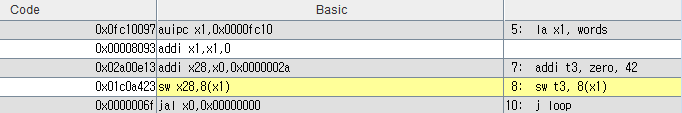 Code Basic
0x0fc10097 auipc x1,0x0000fc10 5: la x1, words
0x00008093 addi x1,x1,0
0x02a00e13 addi x28,x0,0x0000002a 7: addi t3, zero, 42
0x01c0a423 sw x28,8(x1) 8: sw t3, 8(x1)
0x0000006f jal x0,0x00000000 10: j loop